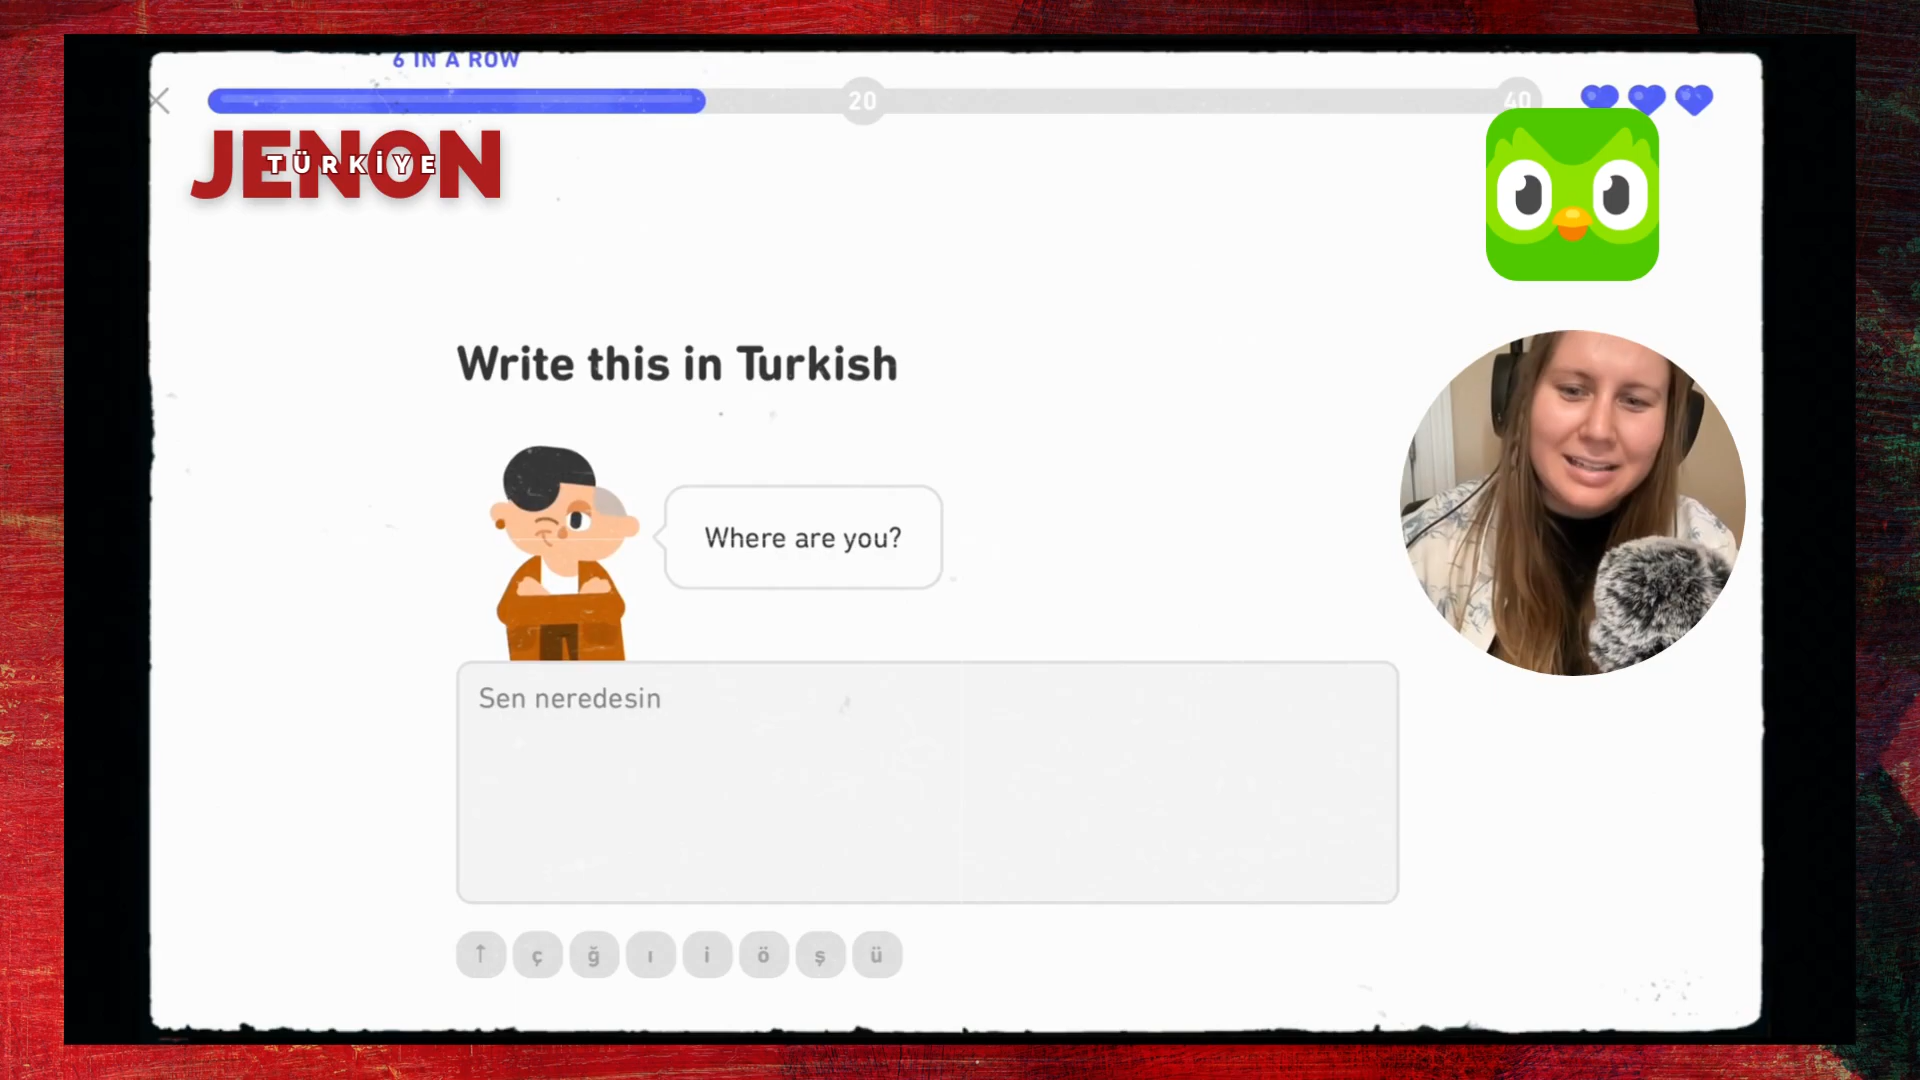 6 IN A ROW
20
40
JENON
TÜRKİYE
Write this in Turkish
Where are you?
Sen neredesin
↑ ç ğ ı i ö ş ü